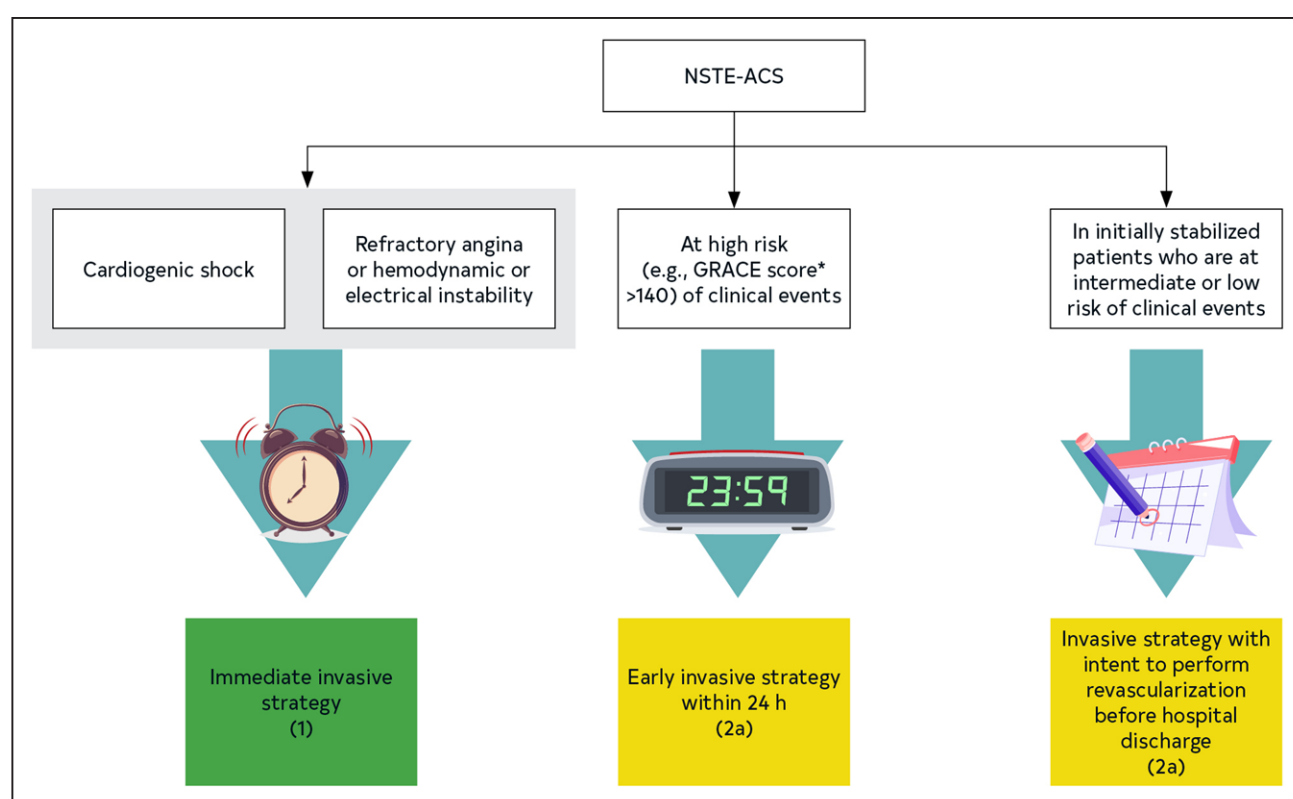 NSTE-ACS
Cardiogenic shock
Refractory angina
or hemodynamic or
electrical instability
At high risk
(e.g., GRACE score*
>140) of clinical events
In initially stabilized
patients who are at
intermediate or low
risk of clinical events
23:59
Immediate invasive
strategy
(1)
Early invasive strategy
within 24 h
(2a)
Invasive strategy with
intent to perform
revascularization
before hospital
discharge
(2a)